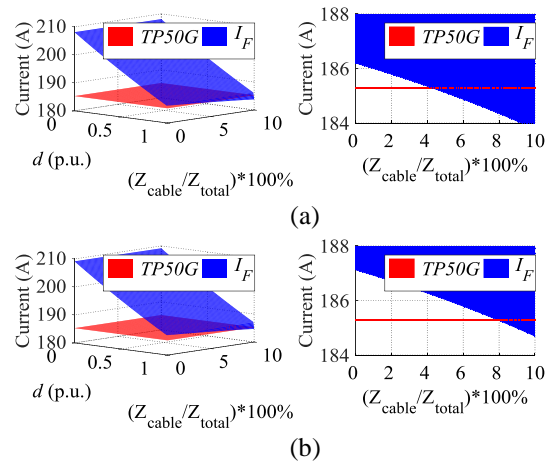 Current (A)
210
200
190
180
0
0.5
1
0
5
10
d (p.u.)
(Z_cable/Z_total)*100%
TP50G I_F
Current (A)
188
186
184
0 2 4 6 8 10
(Z_cable/Z_total)*100%
TP50G I_F
(a)
Current (A)
210
200
190
180
0
0.5
1
0
5
10
d (p.u.)
(Z_cable/Z_total)*100%
TP50G I_F
Current (A)
188
186
184
0 2 4 6 8 10
(Z_cable/Z_total)*100%
TP50G I_F
(b)